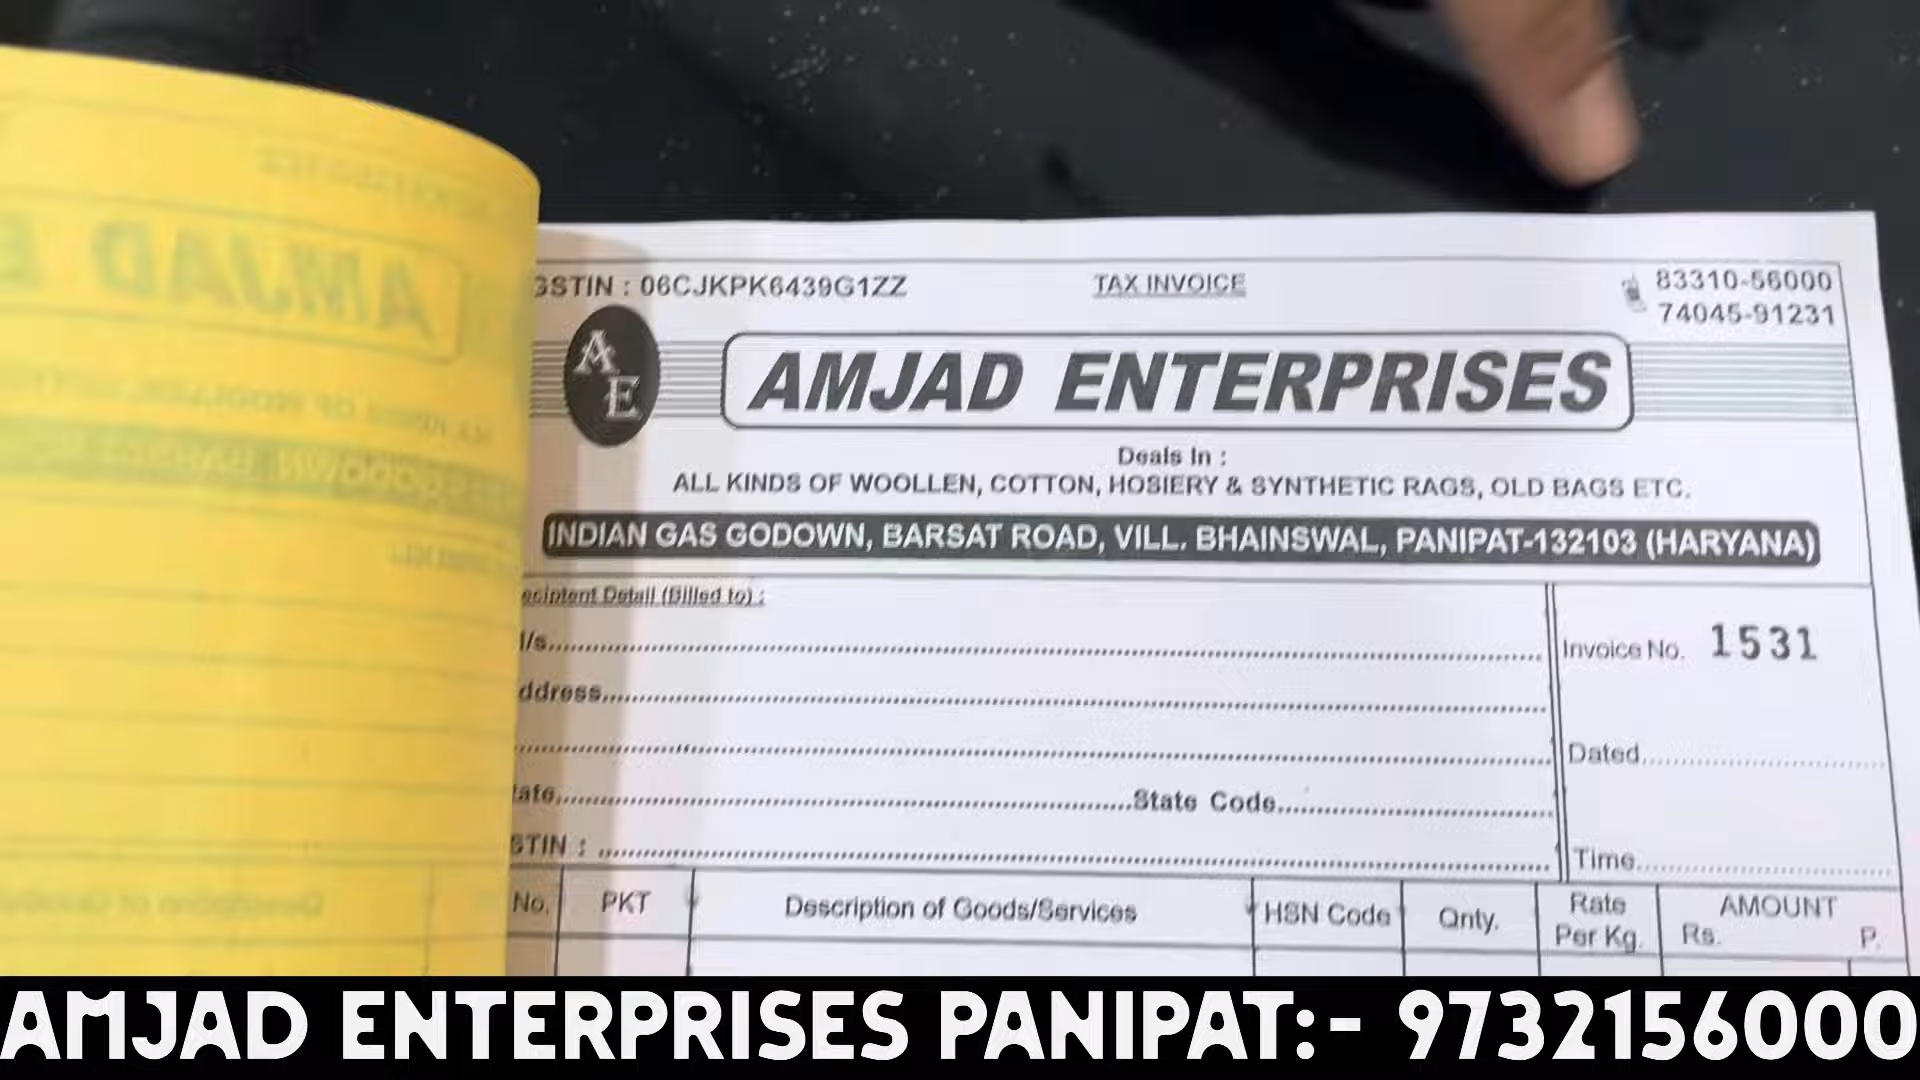 GSTIN : 06CJKPK6439G1ZZ
TAX INVOICE
83310-56000
74045-91231
A E
AMJAD ENTERPRISES
Deals In :
ALL KINDS OF WOOLLEN, COTTON, HOSIERY & SYNTHETIC RAGS, OLD BAGS ETC.
INDIAN GAS GODOWN, BARSAT ROAD, VILL. BHAINSWAL, PANIPAT-132103 (HARYANA)
ecipient Detail (Billed to) :
/s.
Invoice No. 1531
ddress
Dated
tate State Code
STIN :
Time
No. PKT Description of Goods/Services HSN Code Qnty. Rate Per Kg. AMOUNT Rs. P.
AMJAD ENTERPRISES PANIPAT:- 9732156000